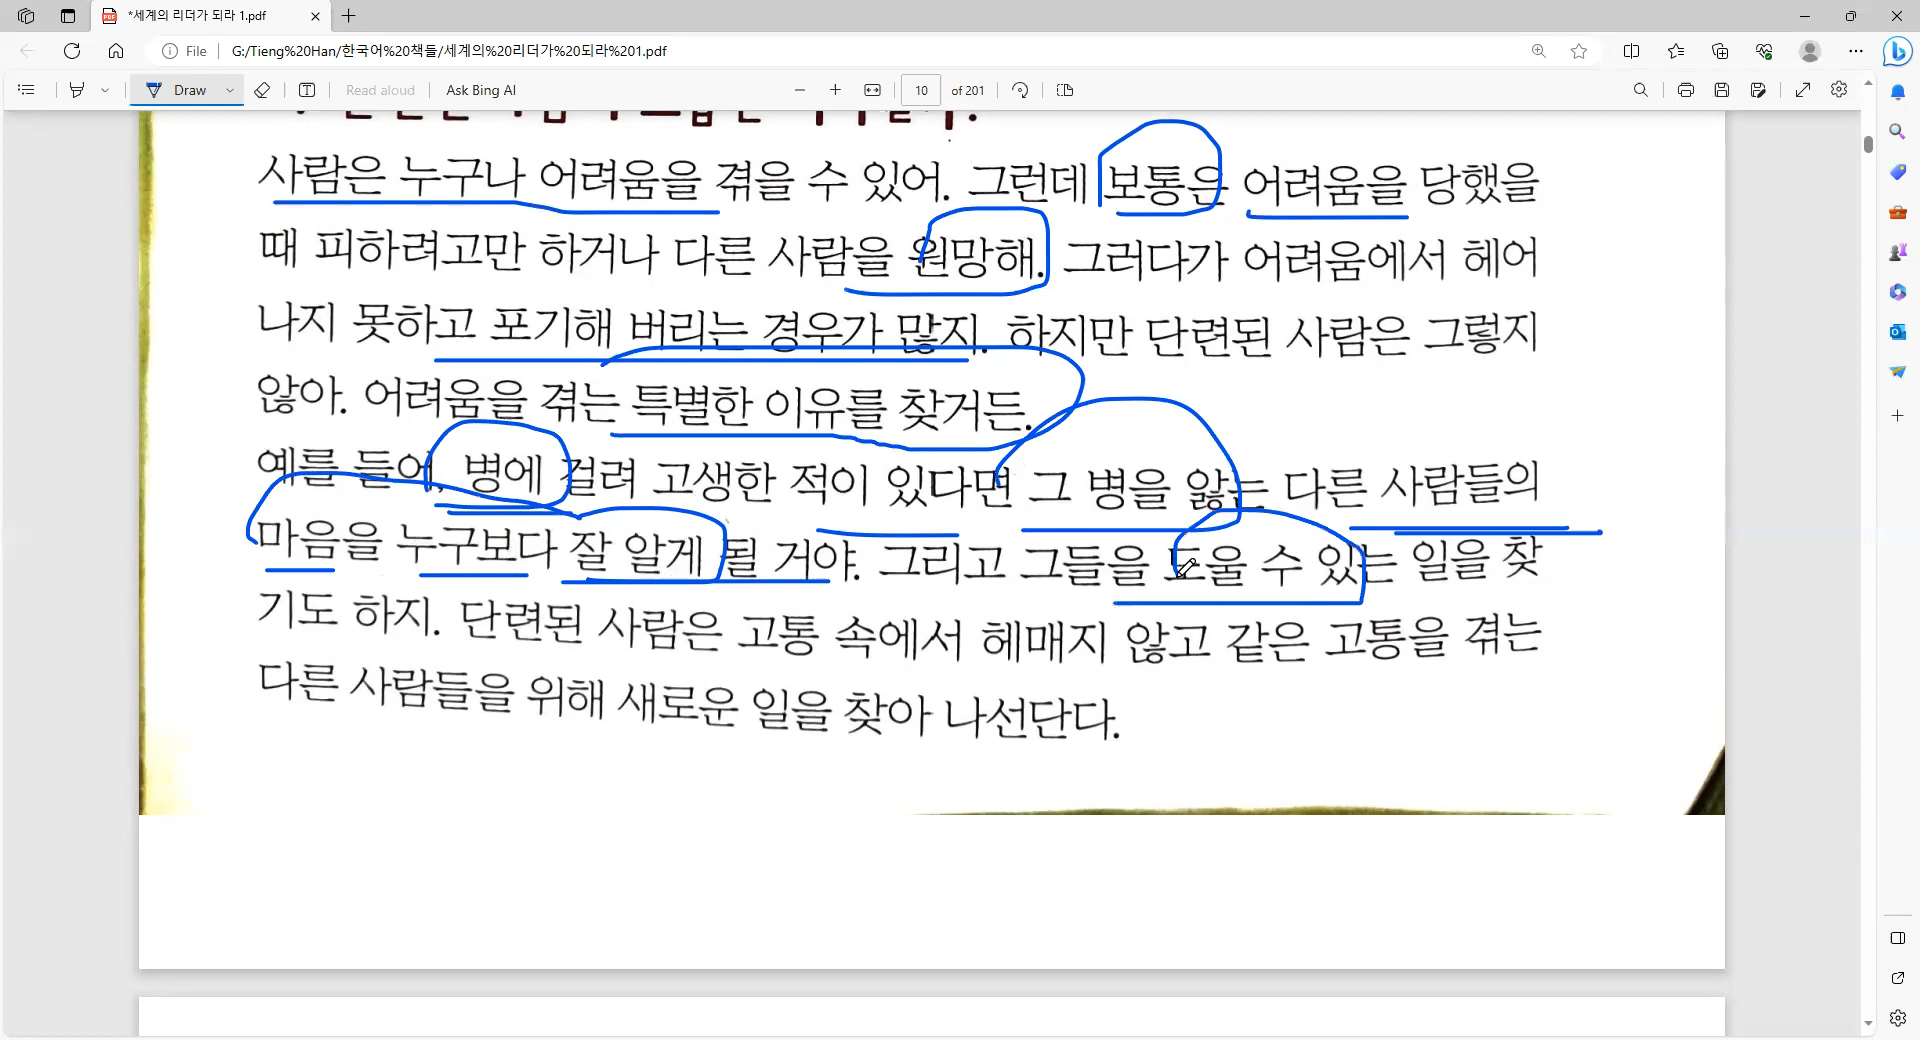 *세계의 리더가 되라 1.pdf
File
G:/Tieng%20Han/한국어%20책들/세계의%20리더가%20되라%201.pdf
Draw
Read aloud
Ask Bing AI
10 of 201
사람은 누구나 어려움을 겪을 수 있어. 그런데 보통은 어려움을 당했을
때 피하려고만 하거나 다른 사람을 원망해. 그러다가 어려움에서 헤어
나지 못하고 포기해 버리는 경우가 많지. 하지만 단련된 사람은 그렇지
않아. 어려움을 겪는 특별한 이유를 찾거든.
예를 들어, 병에 걸려 고생한 적이 있다면 그 병을 앓는 다른 사람들의
마음을 누구보다 잘 알게 될 거야. 그리고 그들을 도울 수 있는 일을 찾
기도 하지. 단련된 사람은 고통 속에서 헤매지 않고 같은 고통을 겪는
다른 사람들을 위해 새로운 일을 찾아 나선단다.